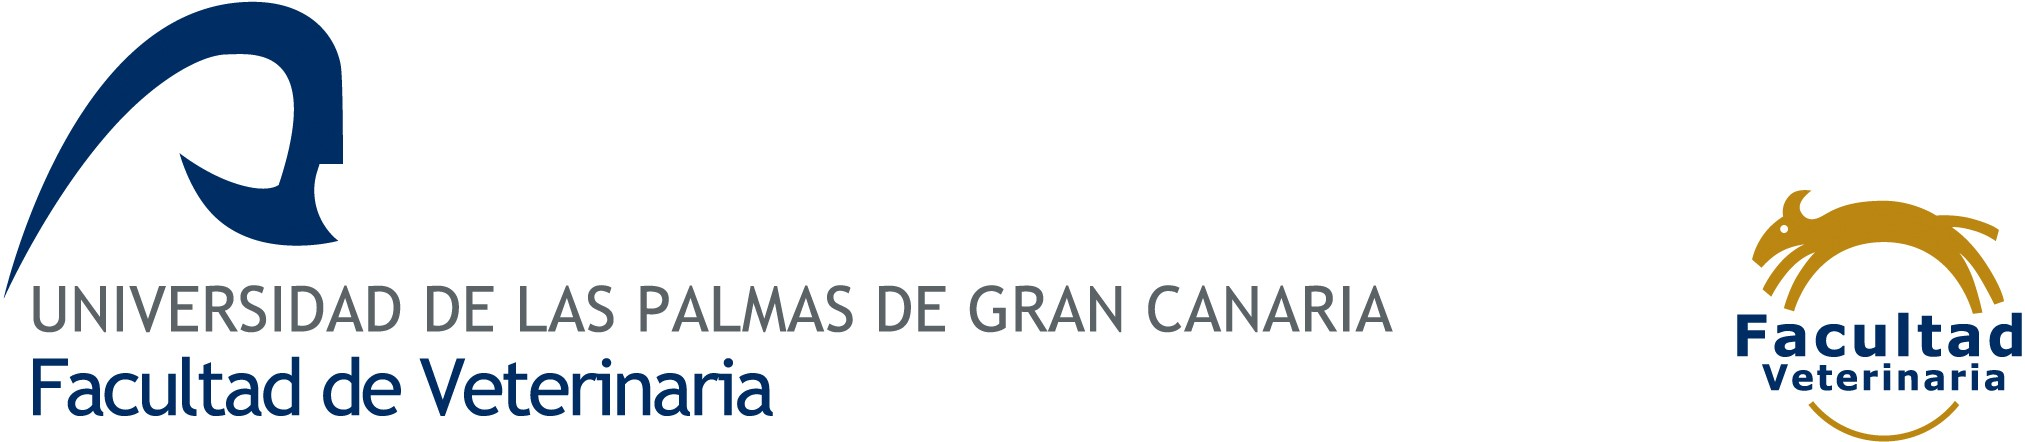 UNIVERSIDAD DE LAS PALMAS DE GRAN CANARIA
Facultad de Veterinaria
Facultad
Veterinaria